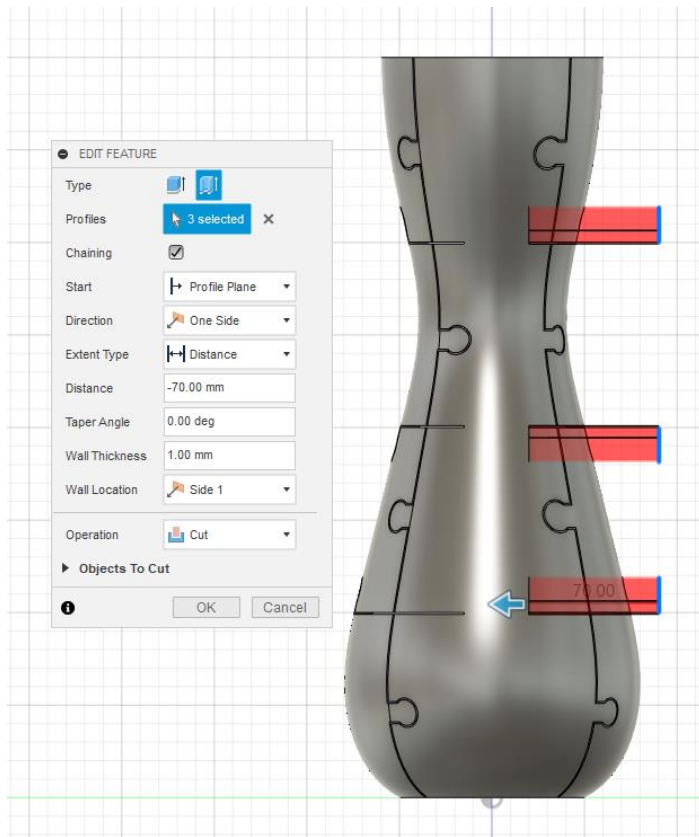 EDIT FEATURE
Type
Profiles 3 selected
Chaining
Start Profile Plane
Direction One Side
Extent Type Distance
Distance -70.00 mm
Taper Angle 0.00 deg
Wall Thickness 1.00 mm
Wall Location Side 1
Operation Cut
Objects To Cut
OK Cancel
70.00